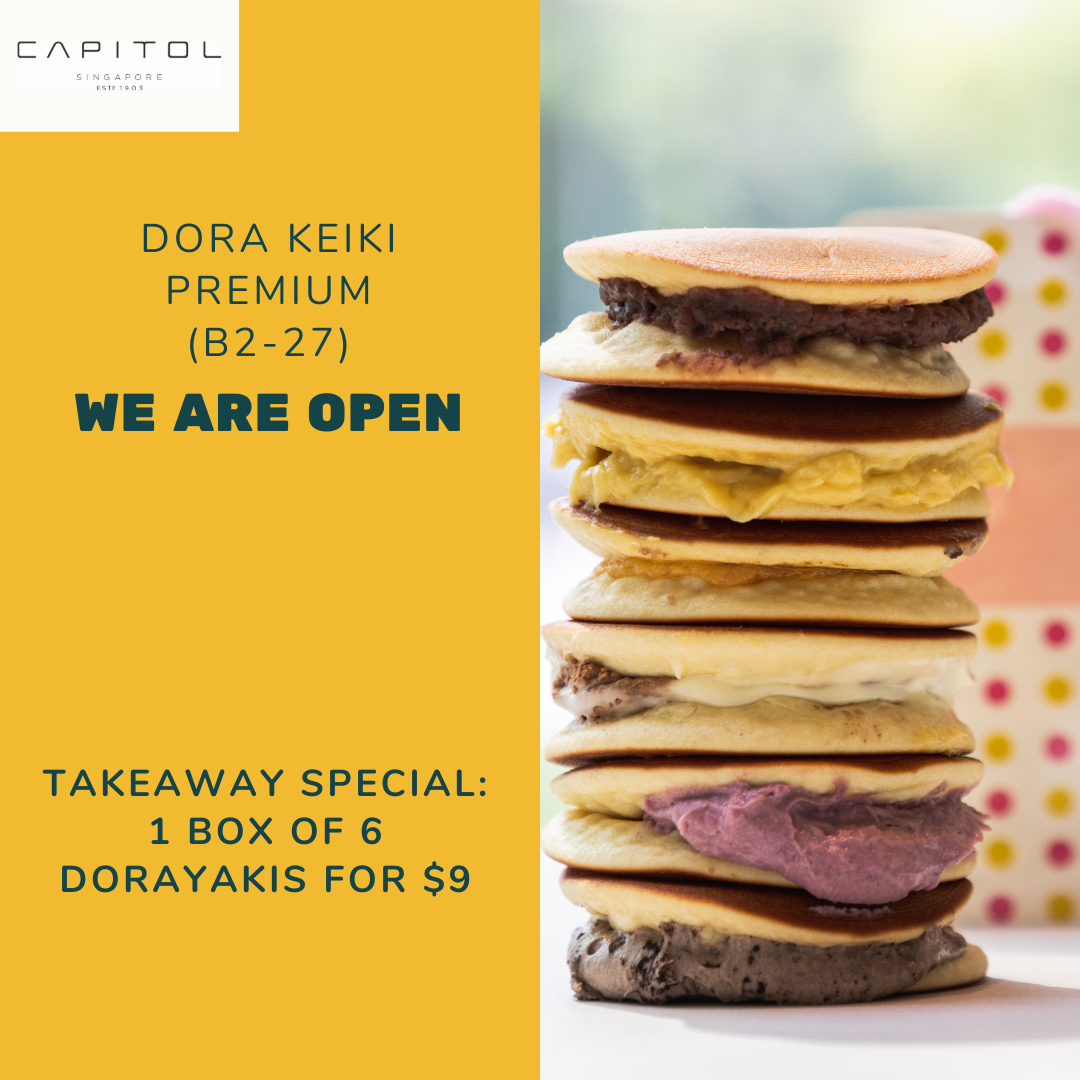 CAPITOL
SINGAPORE
ESTD 1903
DORA KEIKI
PREMIUM
(B2-27)
WE ARE OPEN
TAKEAWAY SPECIAL:
1 BOX OF 6
DORAYAKIS FOR $9